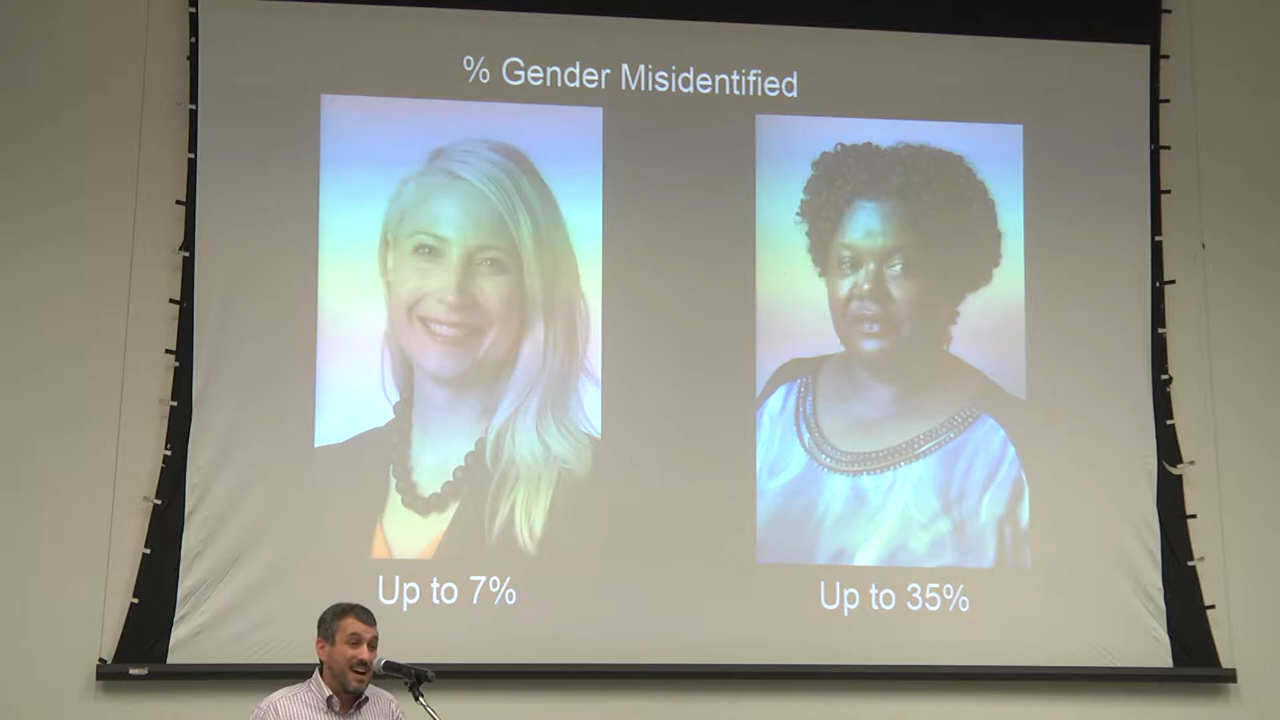 % Gender Misidentified
Up to 7%
Up to 35%